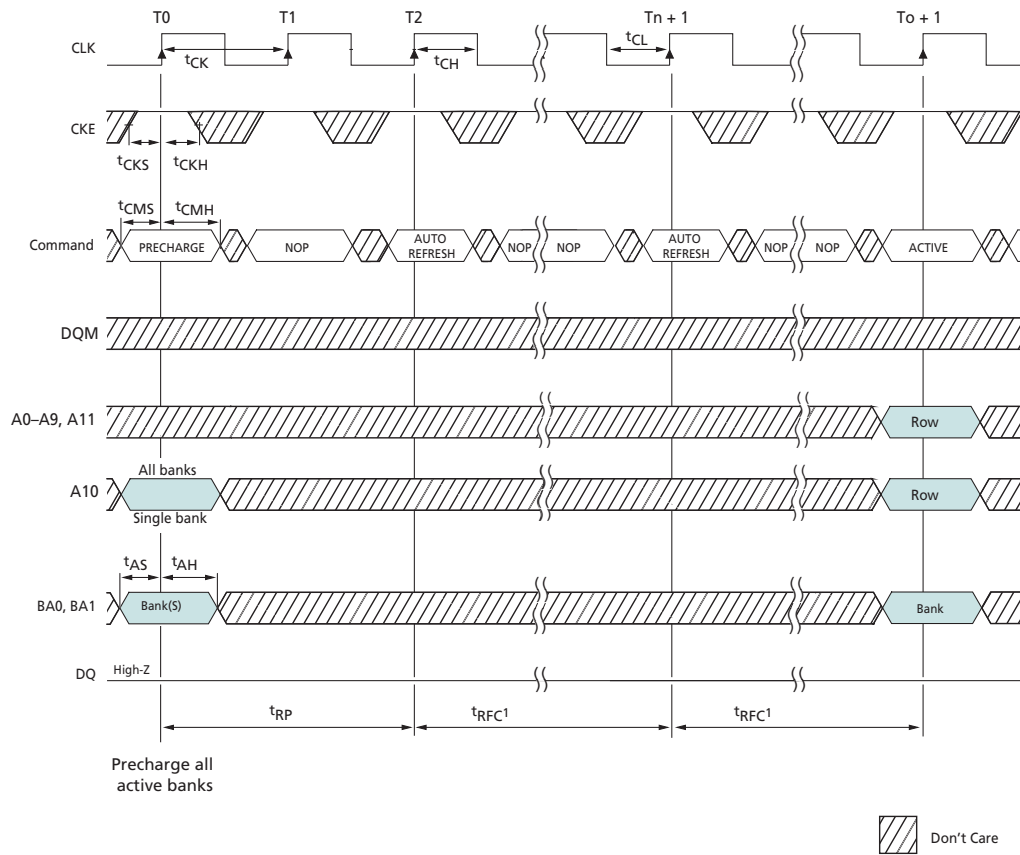 T0 T1 T2 Tn + 1 To + 1
CLK
tCK tCH tCL
CKE
tCKS tCKH
tCMS tCMH
Command PRECHARGE NOP AUTO REFRESH NOP NOP AUTO REFRESH NOP NOP ACTIVE
DQM
A0–A9, A11 Row
All banks
A10 Row
Single bank
tAS tAH
BA0, BA1 Bank(S) Bank
DQ High-Z
tRP tRFC1 tRFC1
Precharge all
active banks
Don't Care